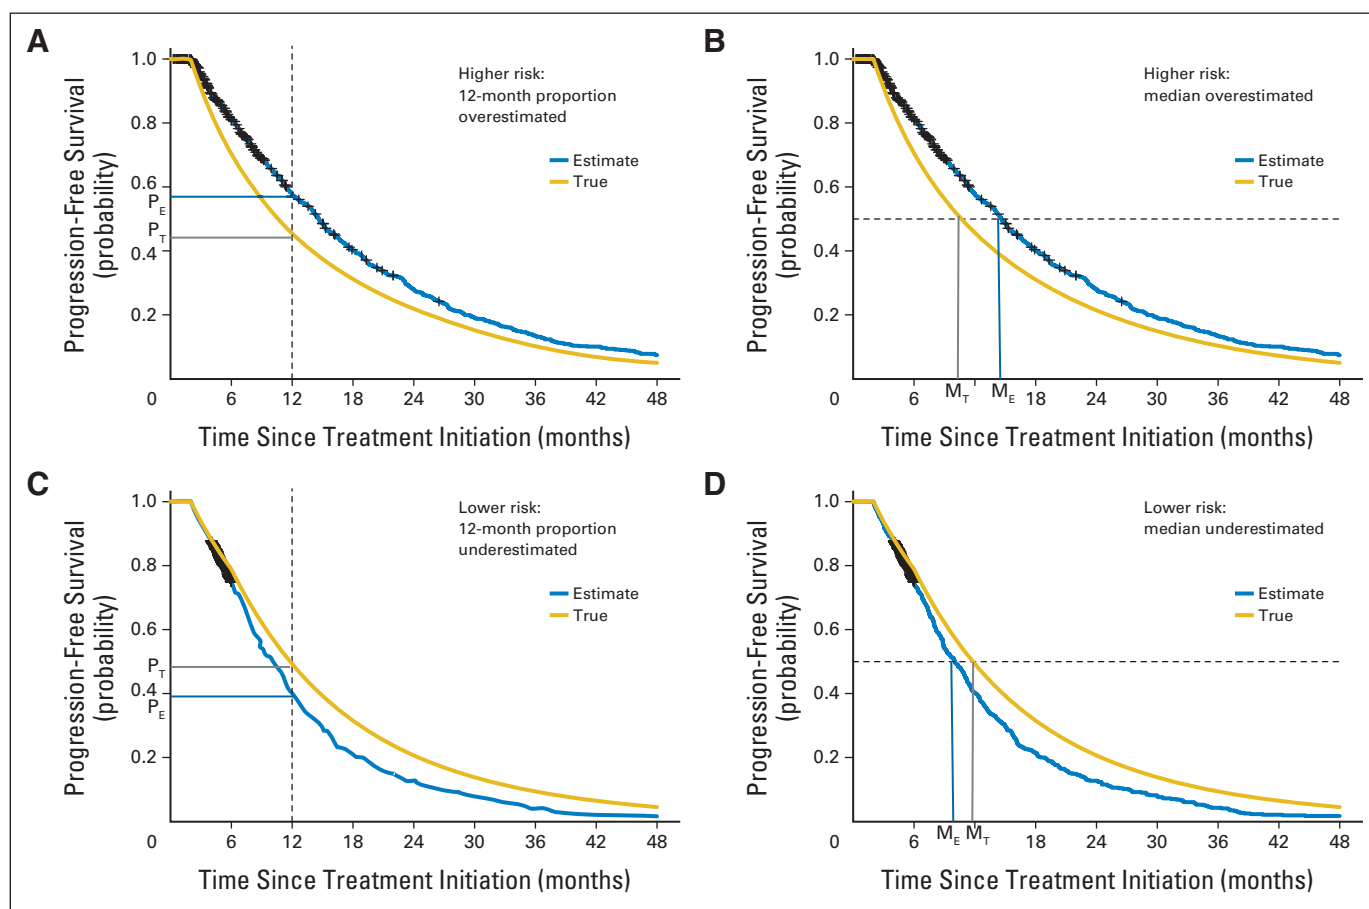 A
Progression-Free Survival
(probability)
1.0
0.8
0.6
P_E
P_T
0.4
0.2
0
6
12
18
24
30
36
42
48
Time Since Treatment Initiation (months)
Higher risk:
12-month proportion
overestimated
Estimate
True
B
Progression-Free Survival
(probability)
1.0
0.8
0.6
0.4
0.2
0
6
M_T
M_E
18
24
30
36
42
48
Time Since Treatment Initiation (months)
Higher risk:
median overestimated
Estimate
True
C
Progression-Free Survival
(probability)
1.0
0.8
0.6
P_T
0.4
P_E
0.2
0
6
12
18
24
30
36
42
48
Time Since Treatment Initiation (months)
Lower risk:
12-month proportion
underestimated
Estimate
True
D
Progression-Free Survival
(probability)
1.0
0.8
0.6
0.4
0.2
0
6
M_E
M_T
18
24
30
36
42
48
Time Since Treatment Initiation (months)
Lower risk:
median underestimated
Estimate
True